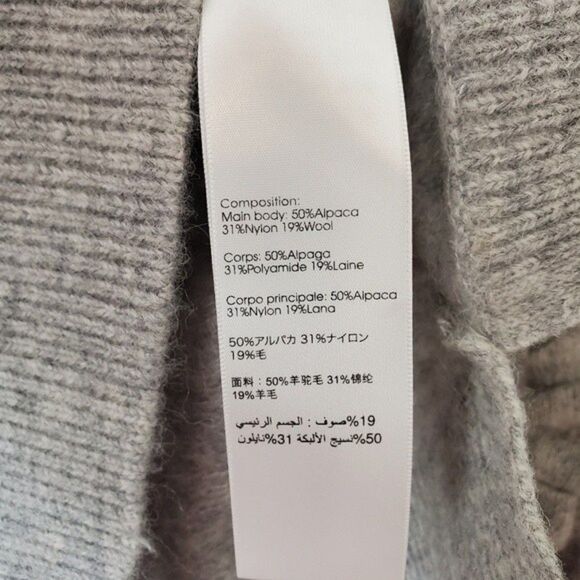 Composition:
Main body: 50%Alpaca
31%Nylon 19%Wool
Corps: 50%Alpaga
31%Polyamide 19%Laine
Corpo principale: 50%Alpaca
31%Nylon 19%Lana
50%アルパカ 31%ナイロン
19%毛
面料：50%羊驼毛 31%锦纶
19%羊毛
19%صوف : الجسم الرئيسي
50%نسيج الألبكة 31%نايلون